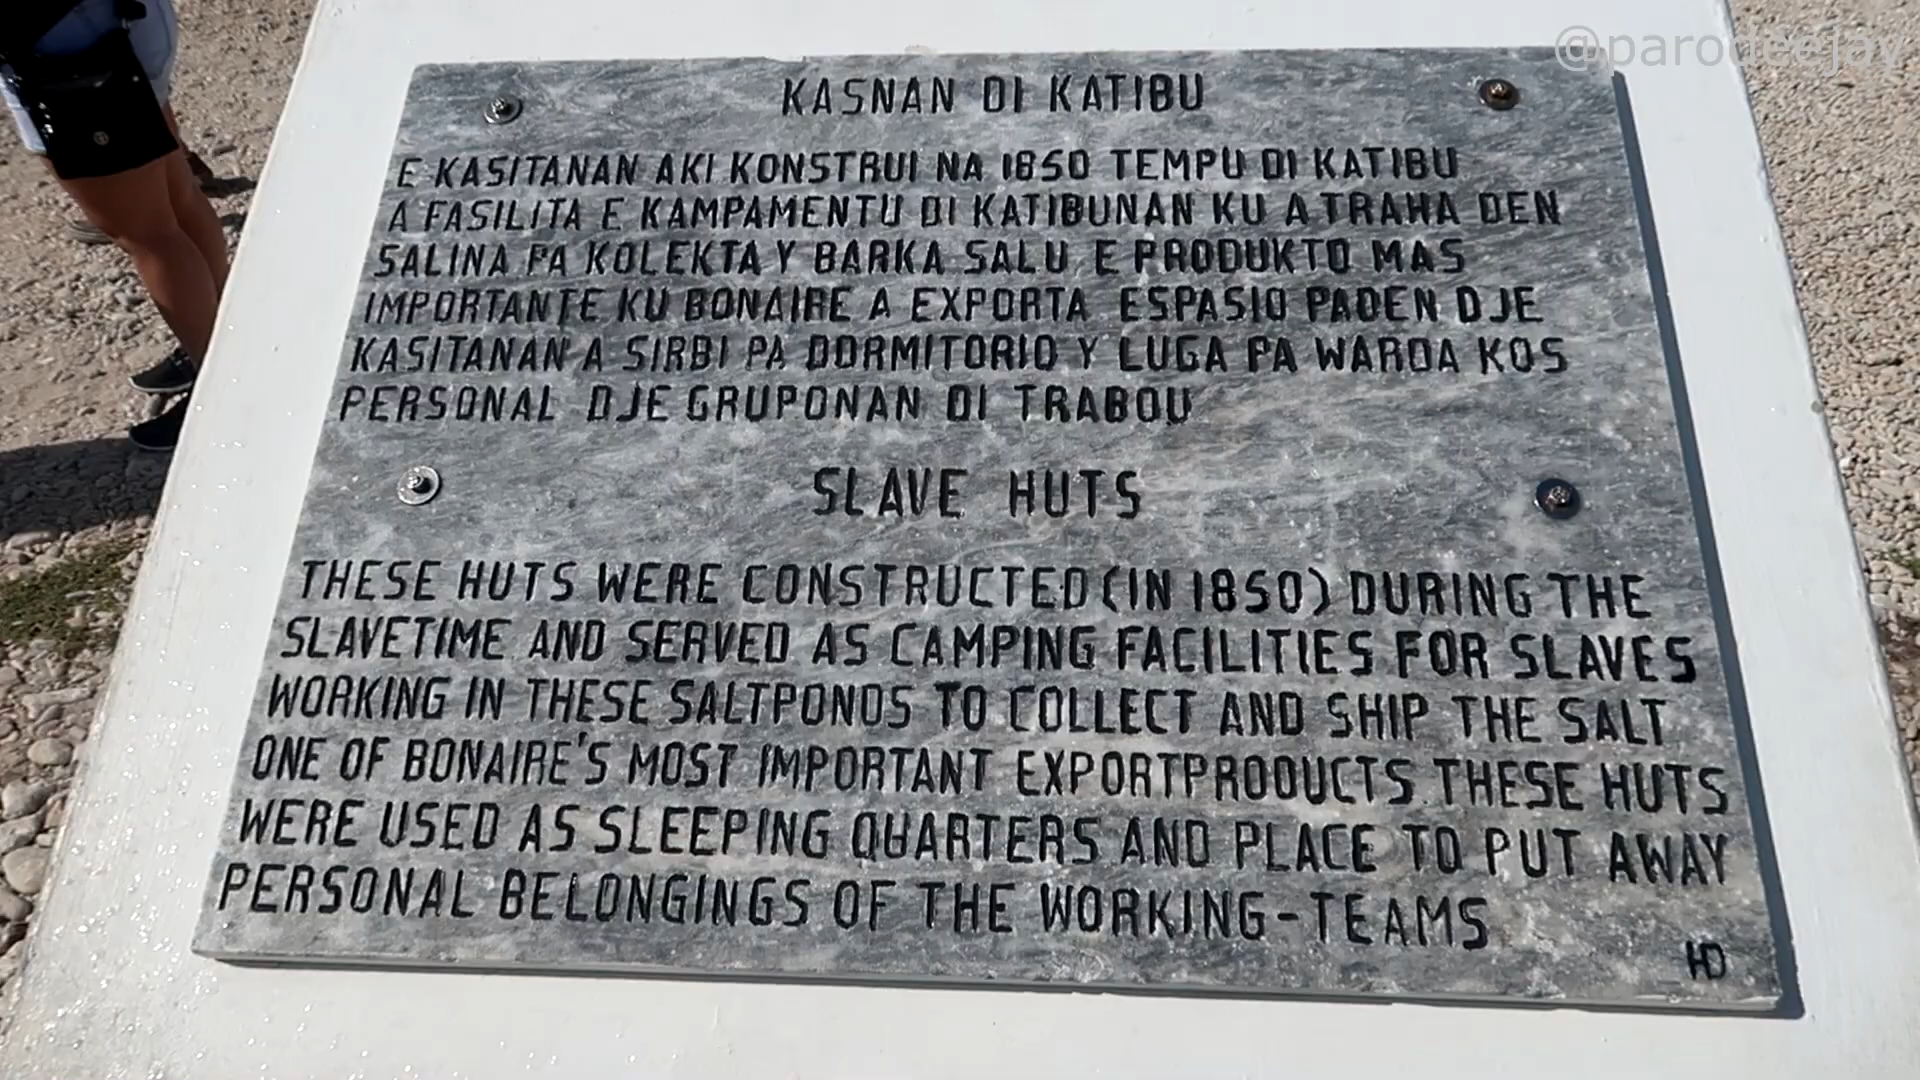 @parodeejay
KASNAN DI KATIBU
E KASITANAN AKI KONSTRUI NA 1850 TEMPU DI KATIBU
A FASILITA E KAMPAMENTU DI KATIBUNAN KU A TRAHA DEN
SALINA PA KOLEKTA Y BARKA SALU E PRODUKTO MAS
IMPORTANTE KU BONAIRE A EXPORTA ESPASIO PADEN DJE
KASITANAN A SIRBI PA DORMITORIO Y LUGA PA WARDA KOS
PERSONAL DJE GRUPONAN DI TRABOU
SLAVE HUTS
THESE HUTS WERE CONSTRUCTED (IN 1850) DURING THE
SLAVETIME AND SERVED AS CAMPING FACILITIES FOR SLAVES
WORKING IN THESE SALTPONDS TO COLLECT AND SHIP THE SALT
ONE OF BONAIRE'S MOST IMPORTANT EXPORTPRODUCTS. THESE HUTS
WERE USED AS SLEEPING QUARTERS AND PLACE TO PUT AWAY
PERSONAL BELONGINGS OF THE WORKING-TEAMS
HD